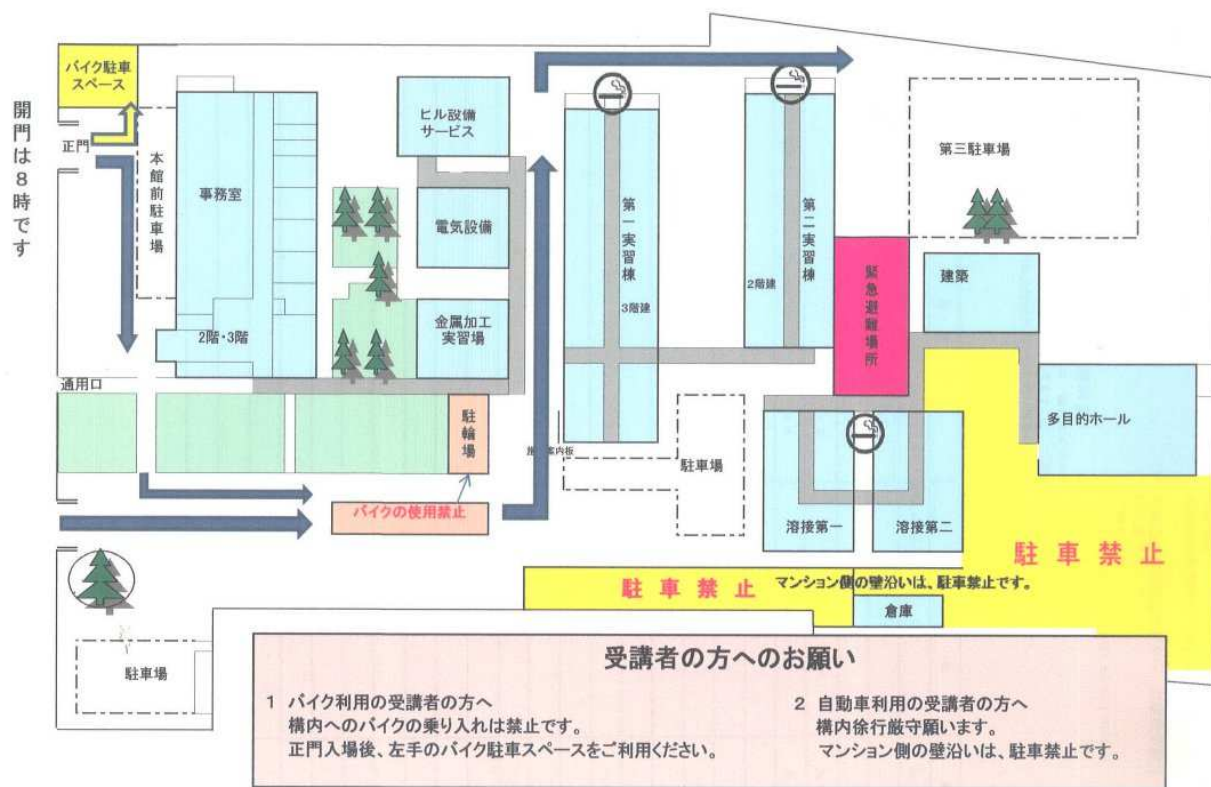 バイク駐車
スペース
開門は8時です
正門
本館前駐車場
事務室
2階・3階
通用口
ヒル設備
サービス
電気設備
金属加工
実習場
駐輪場
バイクの使用禁止
第一実習棟
3階建
第二実習棟
2階建
案内板
駐車場
緊急避難場所
第三駐車場
建築
多目的ホール
溶接第一
溶接第二
駐車禁止
駐車禁止
マンション側の壁沿いは、駐車禁止です。
倉庫
駐車場
受講者の方へのお願い
1 バイク利用の受講者の方へ
構内へのバイクの乗り入れは禁止です。
正門入場後、左手のバイク駐車スペースをご利用ください。
2 自動車利用の受講者の方へ
構内徐行厳守願います。
マンション側の壁沿いは、駐車禁止です。